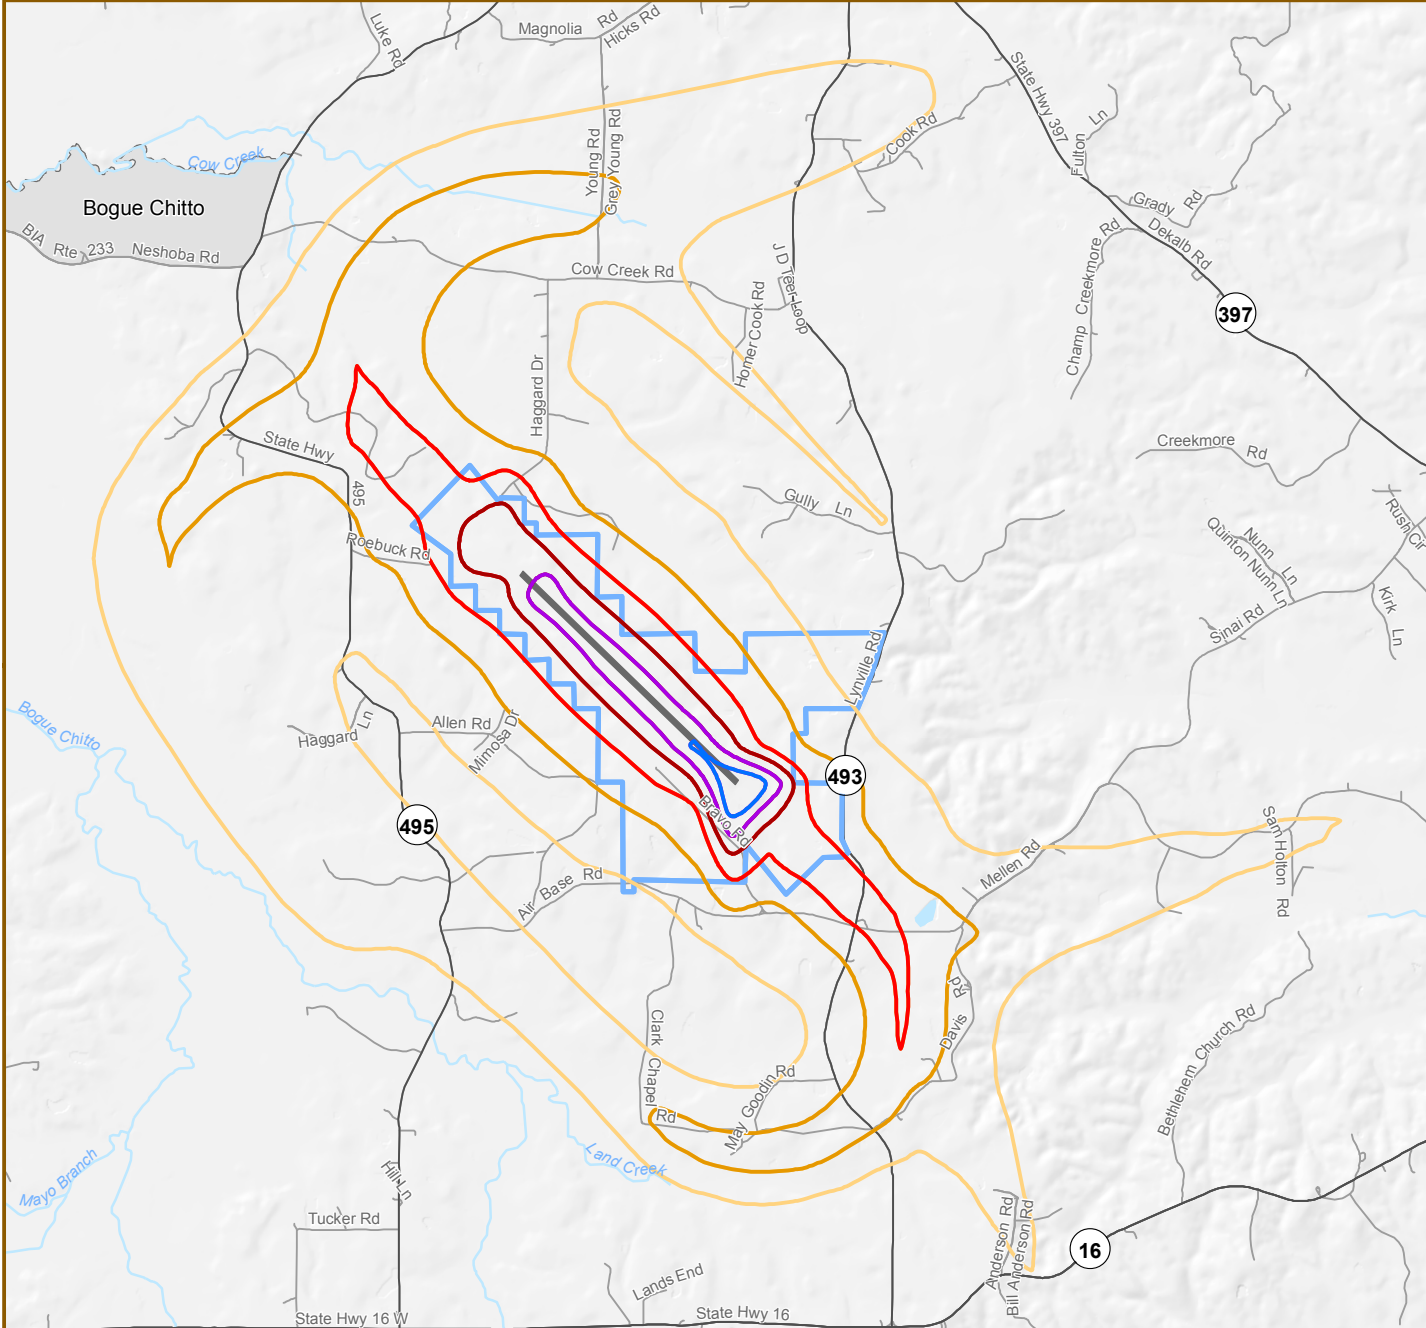 Luke Rd
Magnolia Rd
Hicks Rd
State Hwy 397
Fulton Ln
Cook Rd
Young Rd
Grey Young Rd
Cow Creek
Bogue Chitto
BIA Rte 233
Neshoba Rd
Grady Rd
Dekalb Rd
Champ Creekmore Rd
Cow Creek Rd
J D Teer Loop
Homer Cook Rd
397
Haggard Dr
State Hwy
495
Creekmore Rd
Gully Ln
Rush Cir
Roebuck Rd
Nunn Ln
Quinton Nunn Ln
Kirk Ln
Sinai Rd
Lynville Rd
Bogue Chitto
Haggard Ln
Allen Rd
Mimosa Dr
493
495
Bravo Rd
Sam Holton Rd
Mellen Rd
Air Base Rd
Davis Rd
Clark Chapel Rd
May Goodin Rd
Bethlehem Church Rd
Land Creek
Mayo Branch
Hill Ln
Tucker Rd
Anderson Rd
Bill Anderson Rd
16
Lands End
State Hwy 16 W
State Hwy 16